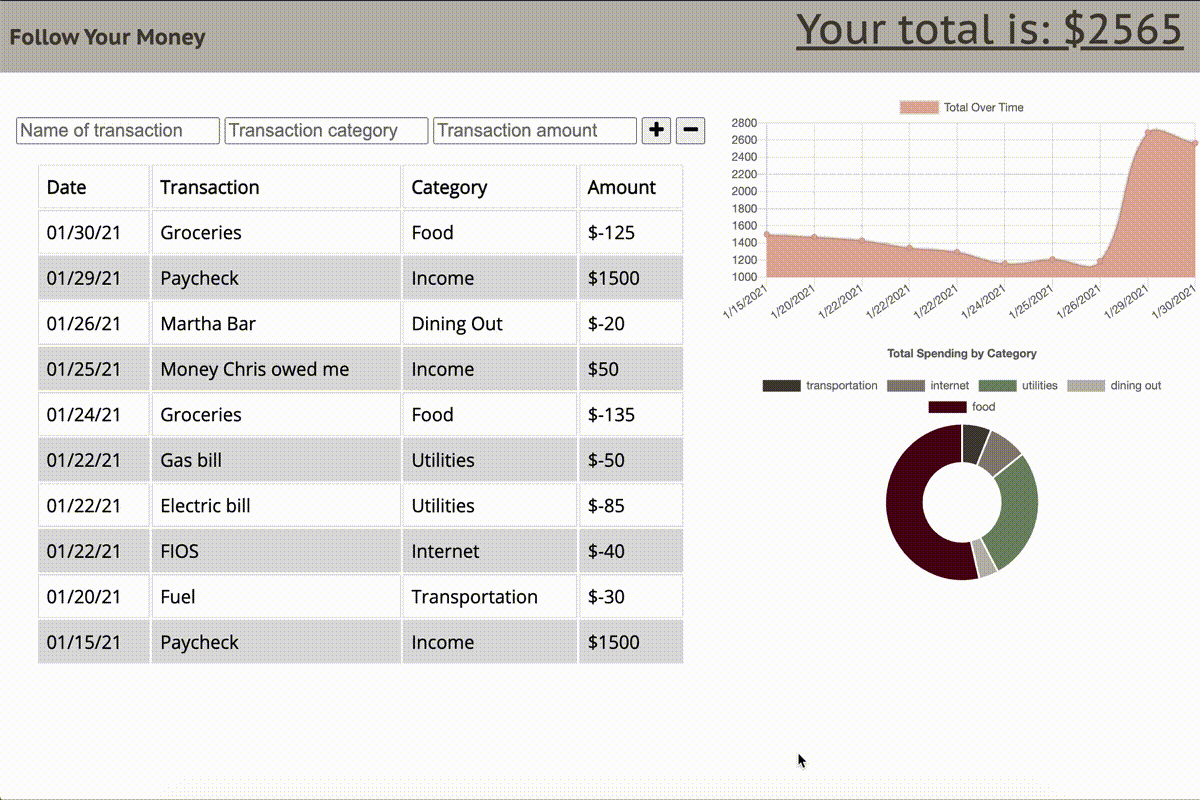 Follow Your Money
Your total is: $2565
Name of transaction Transaction category Transaction amount + −
Date Transaction Category Amount
01/30/21 Groceries Food $-125
01/29/21 Paycheck Income $1500
01/26/21 Martha Bar Dining Out $-20
01/25/21 Money Chris owed me Income $50
01/24/21 Groceries Food $-135
01/22/21 Gas bill Utilities $-50
01/22/21 Electric bill Utilities $-85
01/22/21 FIOS Internet $-40
01/20/21 Fuel Transportation $-30
01/15/21 Paycheck Income $1500
Total Over Time
2800
2600
2400
2200
2000
1800
1600
1400
1200
1000
1/15/2021 1/20/2021 1/22/2021 1/22/2021 1/22/2021 1/24/2021 1/25/2021 1/26/2021 1/29/2021 1/30/2021
Total Spending by Category
transportation internet utilities dining out
food